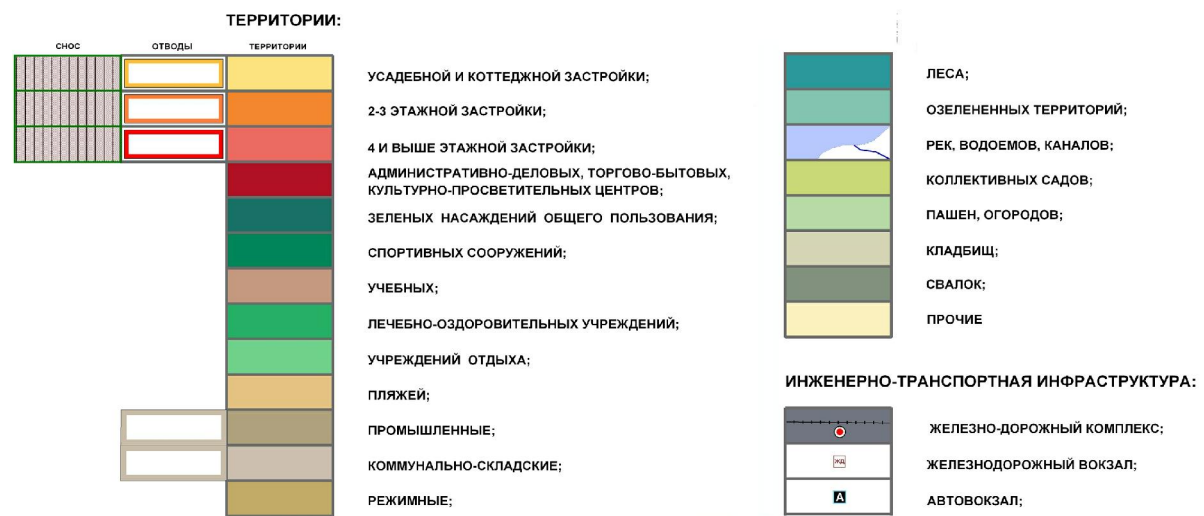 ТЕРРИТОРИИ:
СНОС ОТВОДЫ ТЕРРИТОРИИ
УСАДЕБНОЙ И КОТТЕДЖНОЙ ЗАСТРОЙКИ;
2-3 ЭТАЖНОЙ ЗАСТРОЙКИ;
4 И ВЫШЕ ЭТАЖНОЙ ЗАСТРОЙКИ;
АДМИНИСТРАТИВНО-ДЕЛОВЫХ, ТОРГОВО-БЫТОВЫХ,
КУЛЬТУРНО-ПРОСВЕТИТЕЛЬНЫХ ЦЕНТРОВ;
ЗЕЛЕНЫХ НАСАЖДЕНИЙ ОБЩЕГО ПОЛЬЗОВАНИЯ;
СПОРТИВНЫХ СООРУЖЕНИЙ;
УЧЕБНЫХ;
ЛЕЧЕБНО-ОЗДОРОВИТЕЛЬНЫХ УЧРЕЖДЕНИЙ;
УЧРЕЖДЕНИЙ ОТДЫХА;
ПЛЯЖЕЙ;
ПРОМЫШЛЕННЫЕ;
КОММУНАЛЬНО-СКЛАДСКИЕ;
РЕЖИМНЫЕ;
ЛЕСА;
ОЗЕЛЕНЕННЫХ ТЕРРИТОРИЙ;
РЕК, ВОДОЕМОВ, КАНАЛОВ;
КОЛЛЕКТИВНЫХ САДОВ;
ПАШЕН, ОГОРОДОВ;
КЛАДБИЩ;
СВАЛОК;
ПРОЧИЕ
ИНЖЕНЕРНО-ТРАНСПОРТНАЯ ИНФРАСТРУКТУРА:
ЖЕЛЕЗНО-ДОРОЖНЫЙ КОМПЛЕКС;
ЖД ЖЕЛЕЗНОДОРОЖНЫЙ ВОКЗАЛ;
А АВТОВОКЗАЛ;